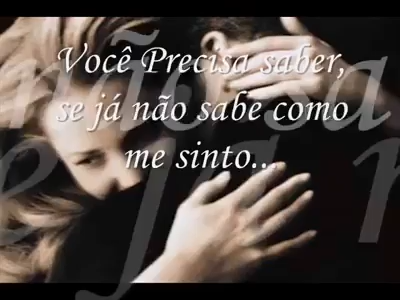 Você Precisa saber,
se já não sabe como
me sinto...